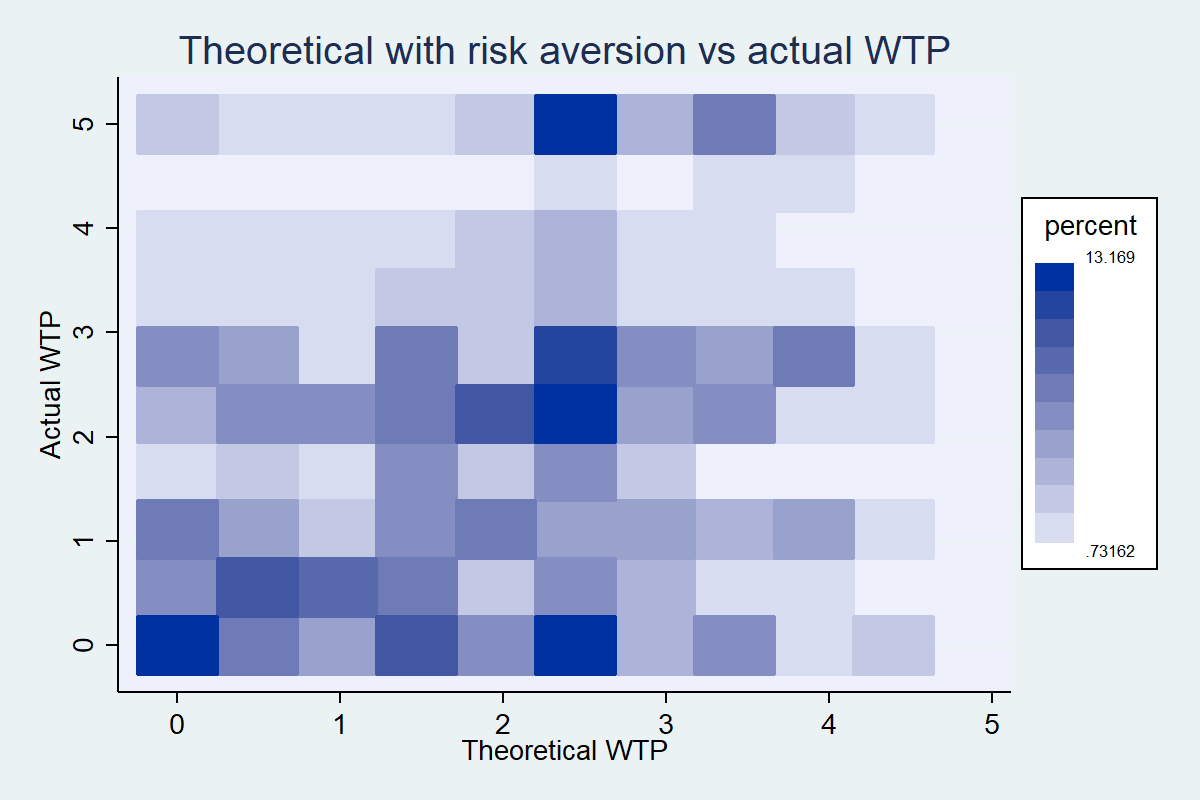 Theoretical with risk aversion vs actual WTP
Actual WTP
5
4
3
2
1
0
0 1 2 3 4 5
Theoretical WTP
percent
13.169
.73162